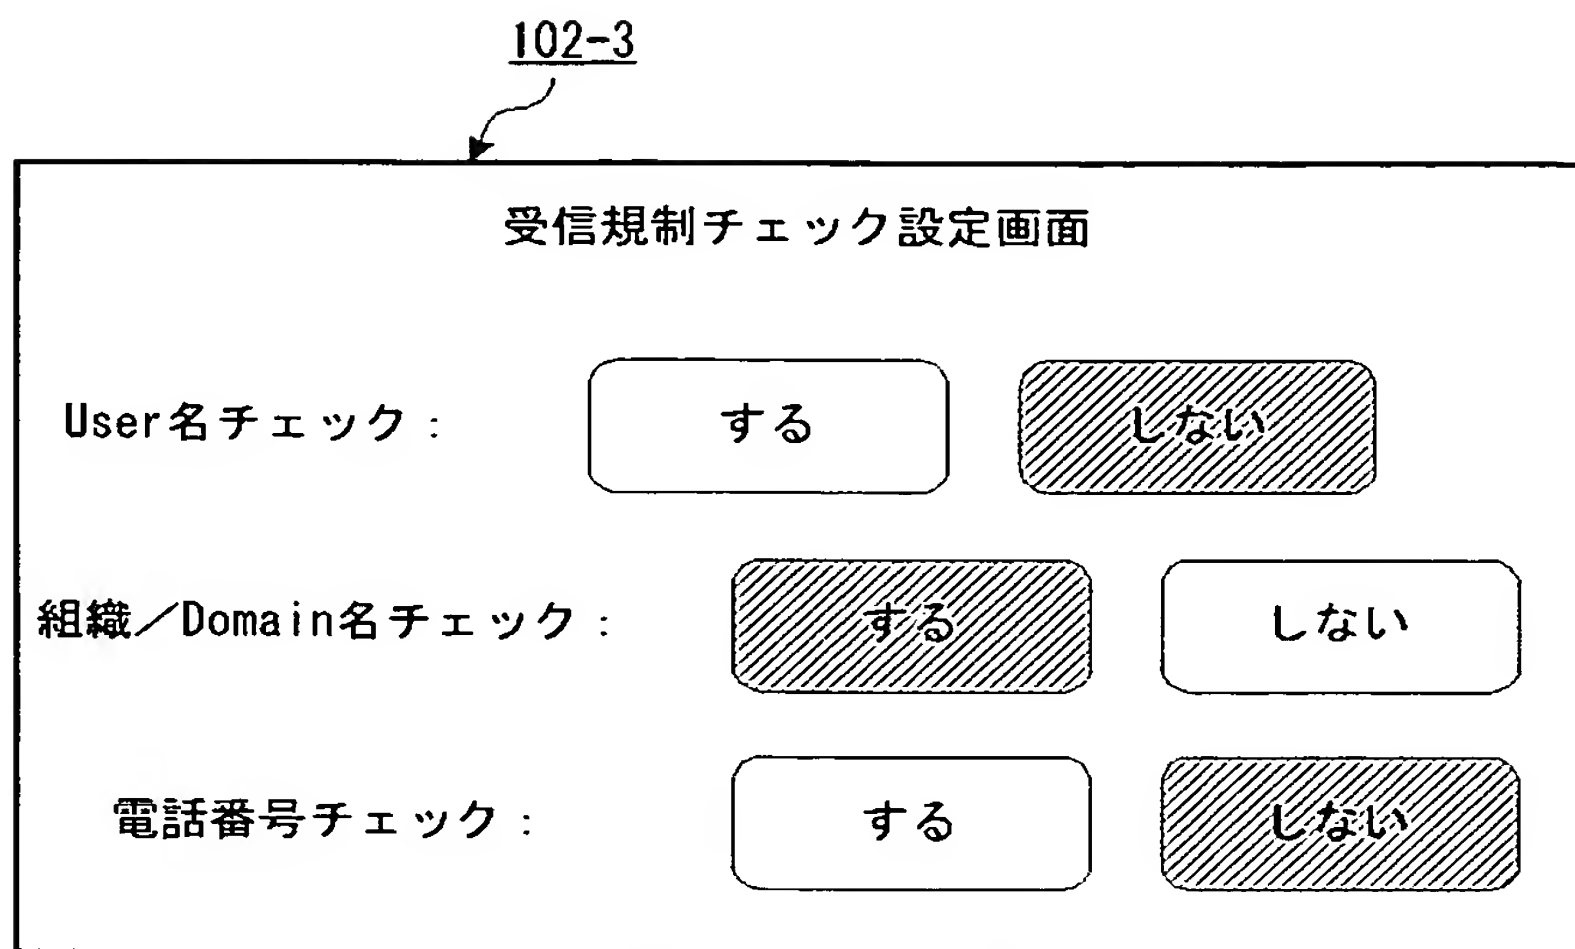 102-3
受信規制チェック設定画面
User名チェック： する しない
組織／Domain名チェック： する しない
電話番号チェック： する しない